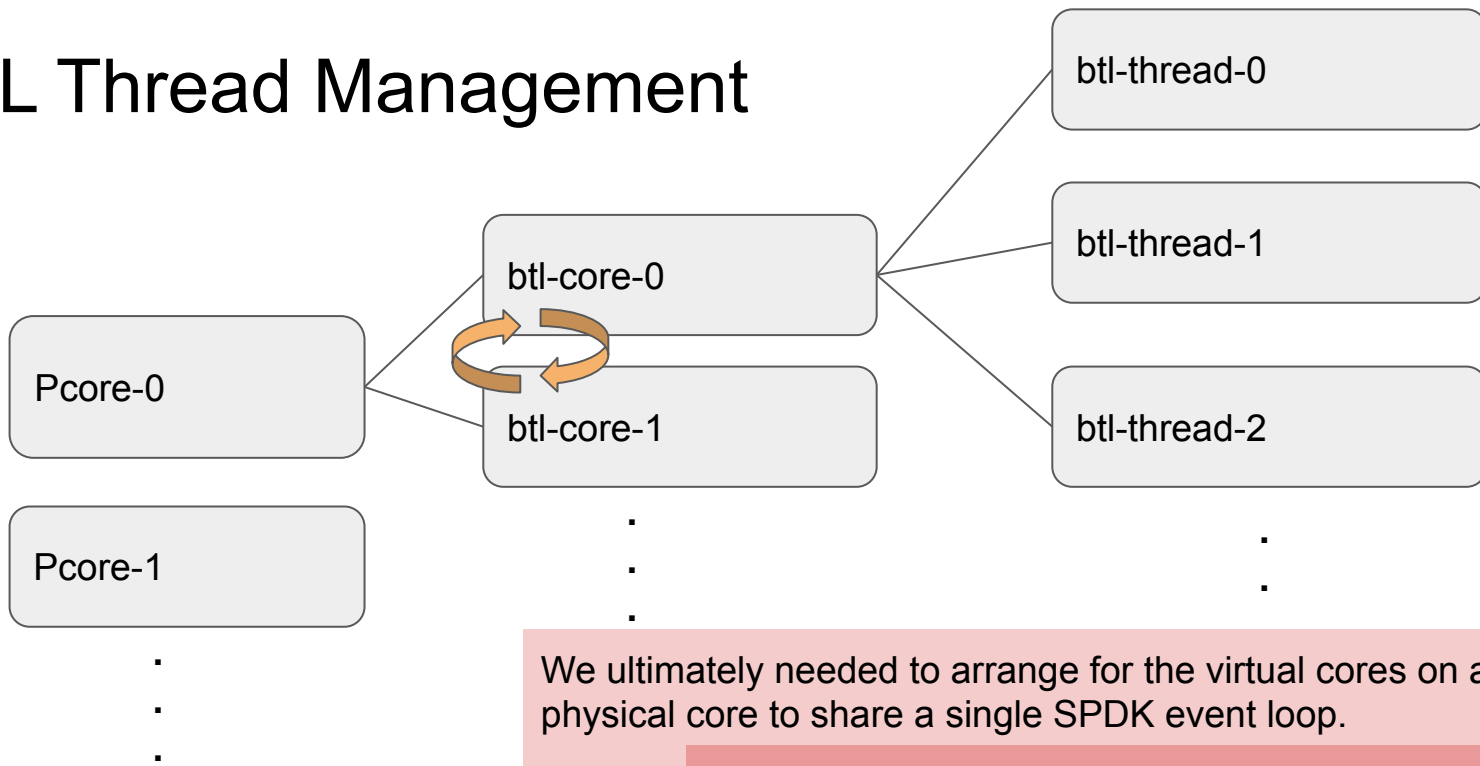 L Thread Management
btl-thread-0
btl-thread-1
btl-core-0
Pcore-0
btl-core-1
btl-thread-2
Pcore-1
We ultimately needed to arrange for the virtual cores on a
physical core to share a single SPDK event loop.